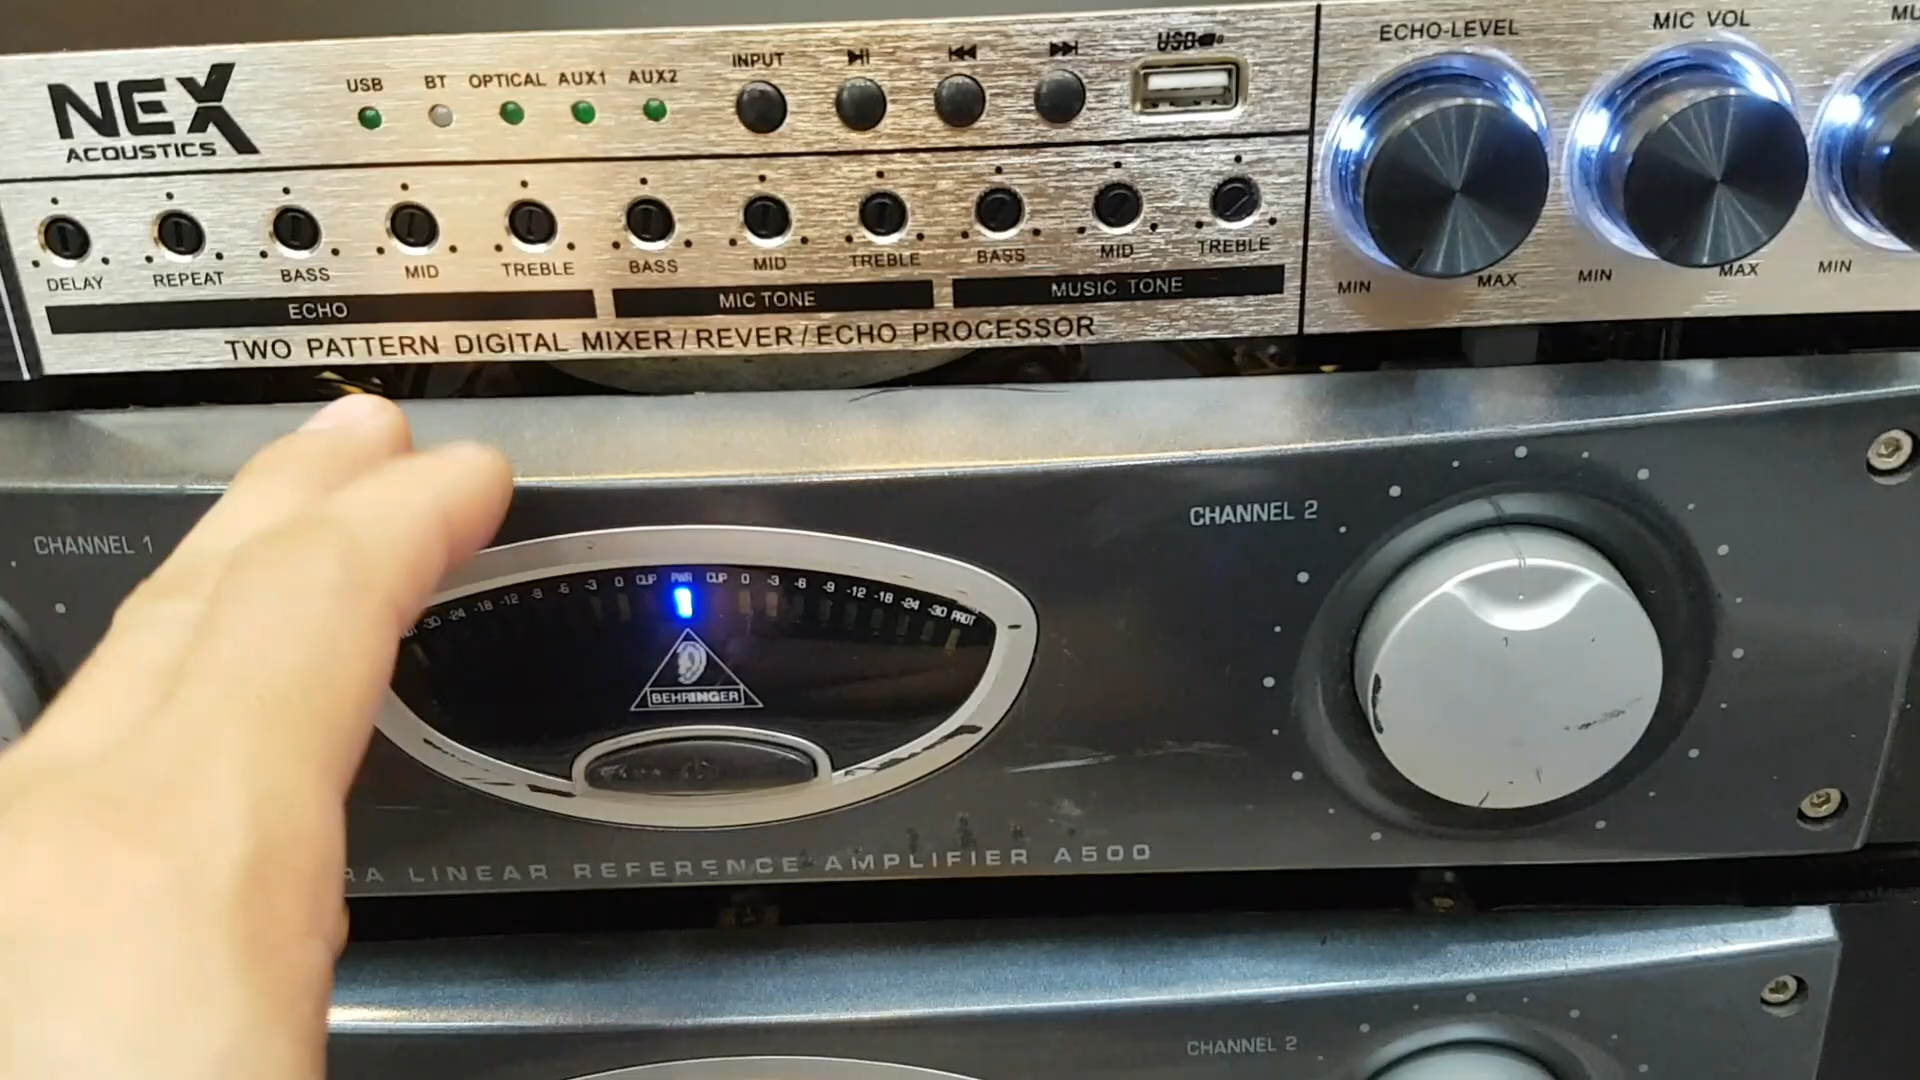 NEX
ACOUSTICS
USB BT OPTICAL AUX1 AUX2
INPUT
USB
ECHO-LEVEL
MIC VOL
MU
MIN MAX MIN MAX MIN
DELAY REPEAT BASS MID TREBLE BASS MID TREBLE BASS MID TREBLE
ECHO MIC TONE MUSIC TONE
TWO PATTERN DIGITAL MIXER/REVER/ECHO PROCESSOR
CHANNEL 1
CHANNEL 2
-30 -24 -18 -12 -9 -6 -3 0 CLIP PWR CLIP 0 -3 -6 -9 -12 -18 -24 -30 PROT
BEHRINGER
RA LINEAR REFERENCE AMPLIFIER A500
CHANNEL 2